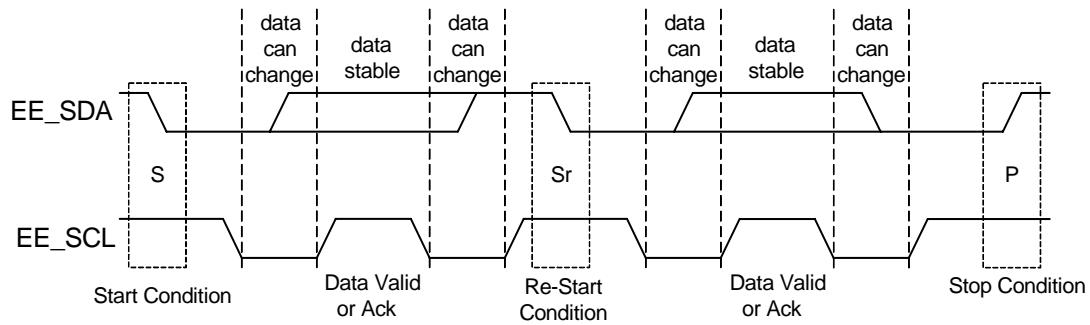 data
can
change
data
stable
data
can
change
data
can
change
data
stable
data
can
change
EE_SDA
S
Sr
P
EE_SCL
Start Condition
Data Valid
or Ack
Re-Start
Condition
Data Valid
or Ack
Stop Condition